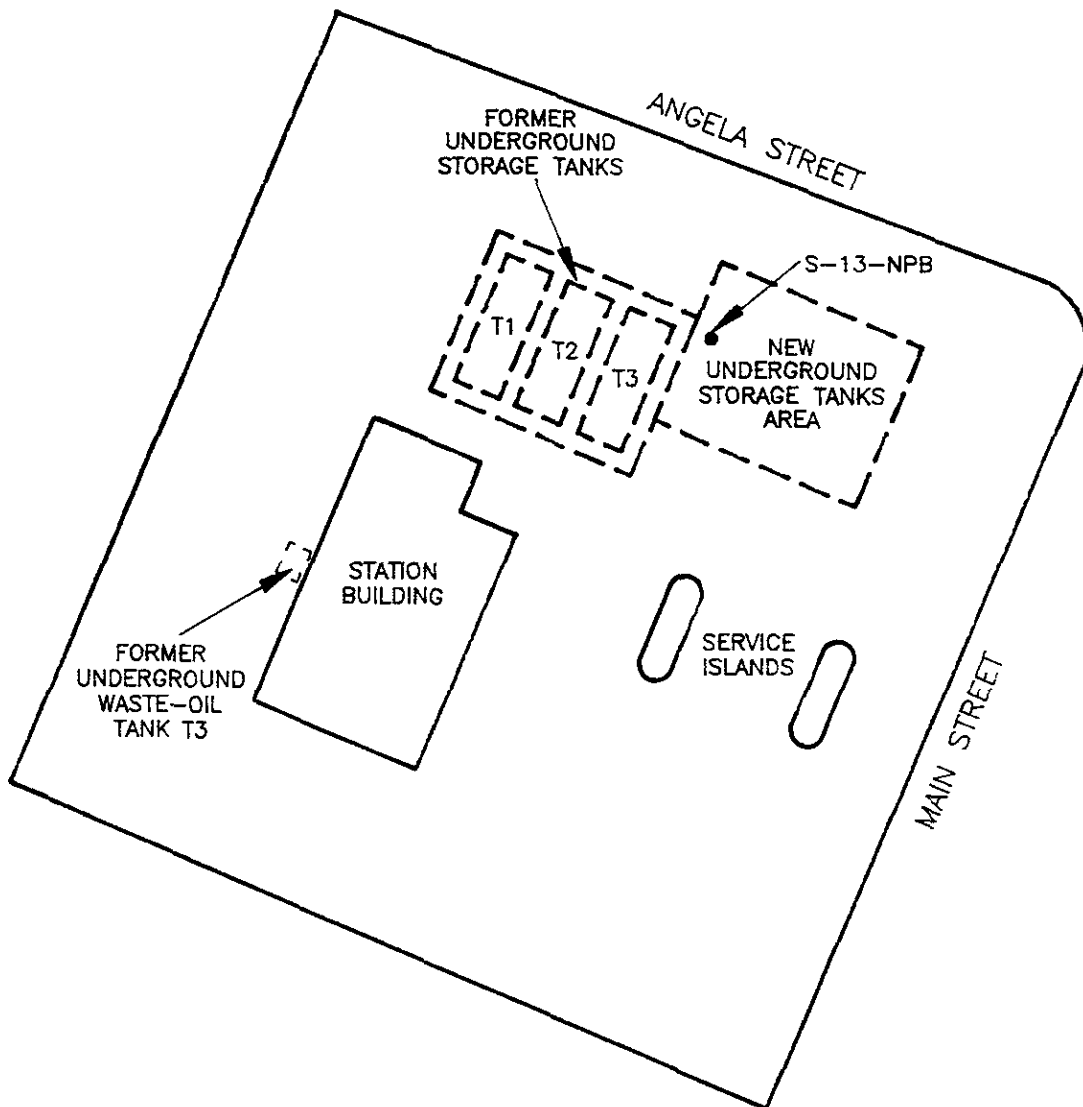 ANGELA STREET
FORMER
UNDERGROUND
STORAGE TANKS
S-13-NPB
T1
T2
T3
NEW
UNDERGROUND
STORAGE TANKS
AREA
STATION
BUILDING
SERVICE
ISLANDS
FORMER
UNDERGROUND
WASTE-OIL
TANK T3
MAIN STREET